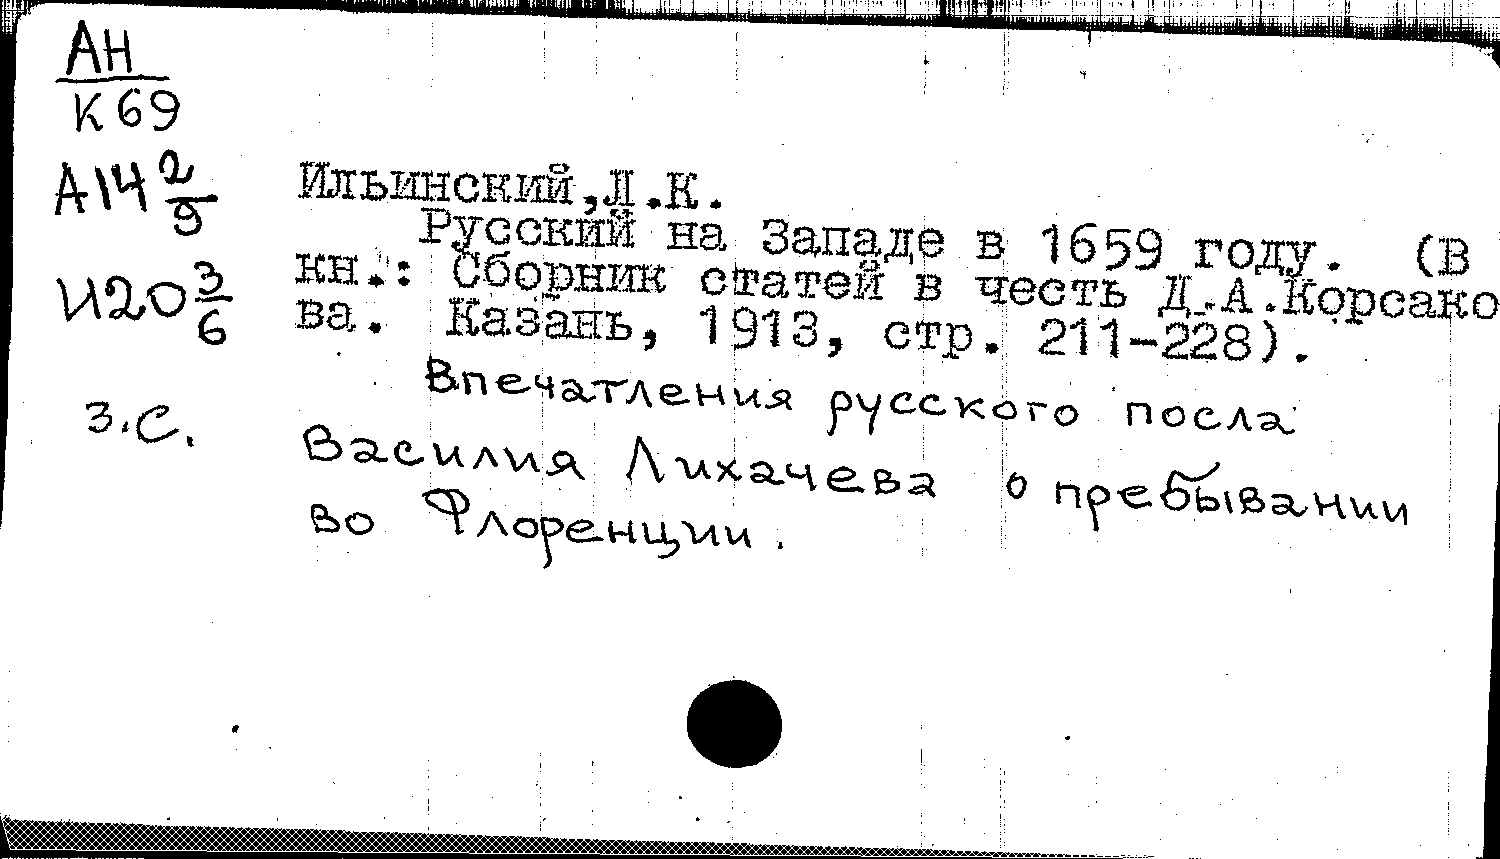 АН
К69
А14 2/9
Ильинский,Л.К.
Русский на Западе в 1659 году. (В
кн.: Сборник статей в честь Д.А.Корсако
И20 3/6
ва. Казань, 1913, стр. 211-228).
Впечатления русского посла
З.С.
Василия Лихачева о пребывании
во Флоренции.